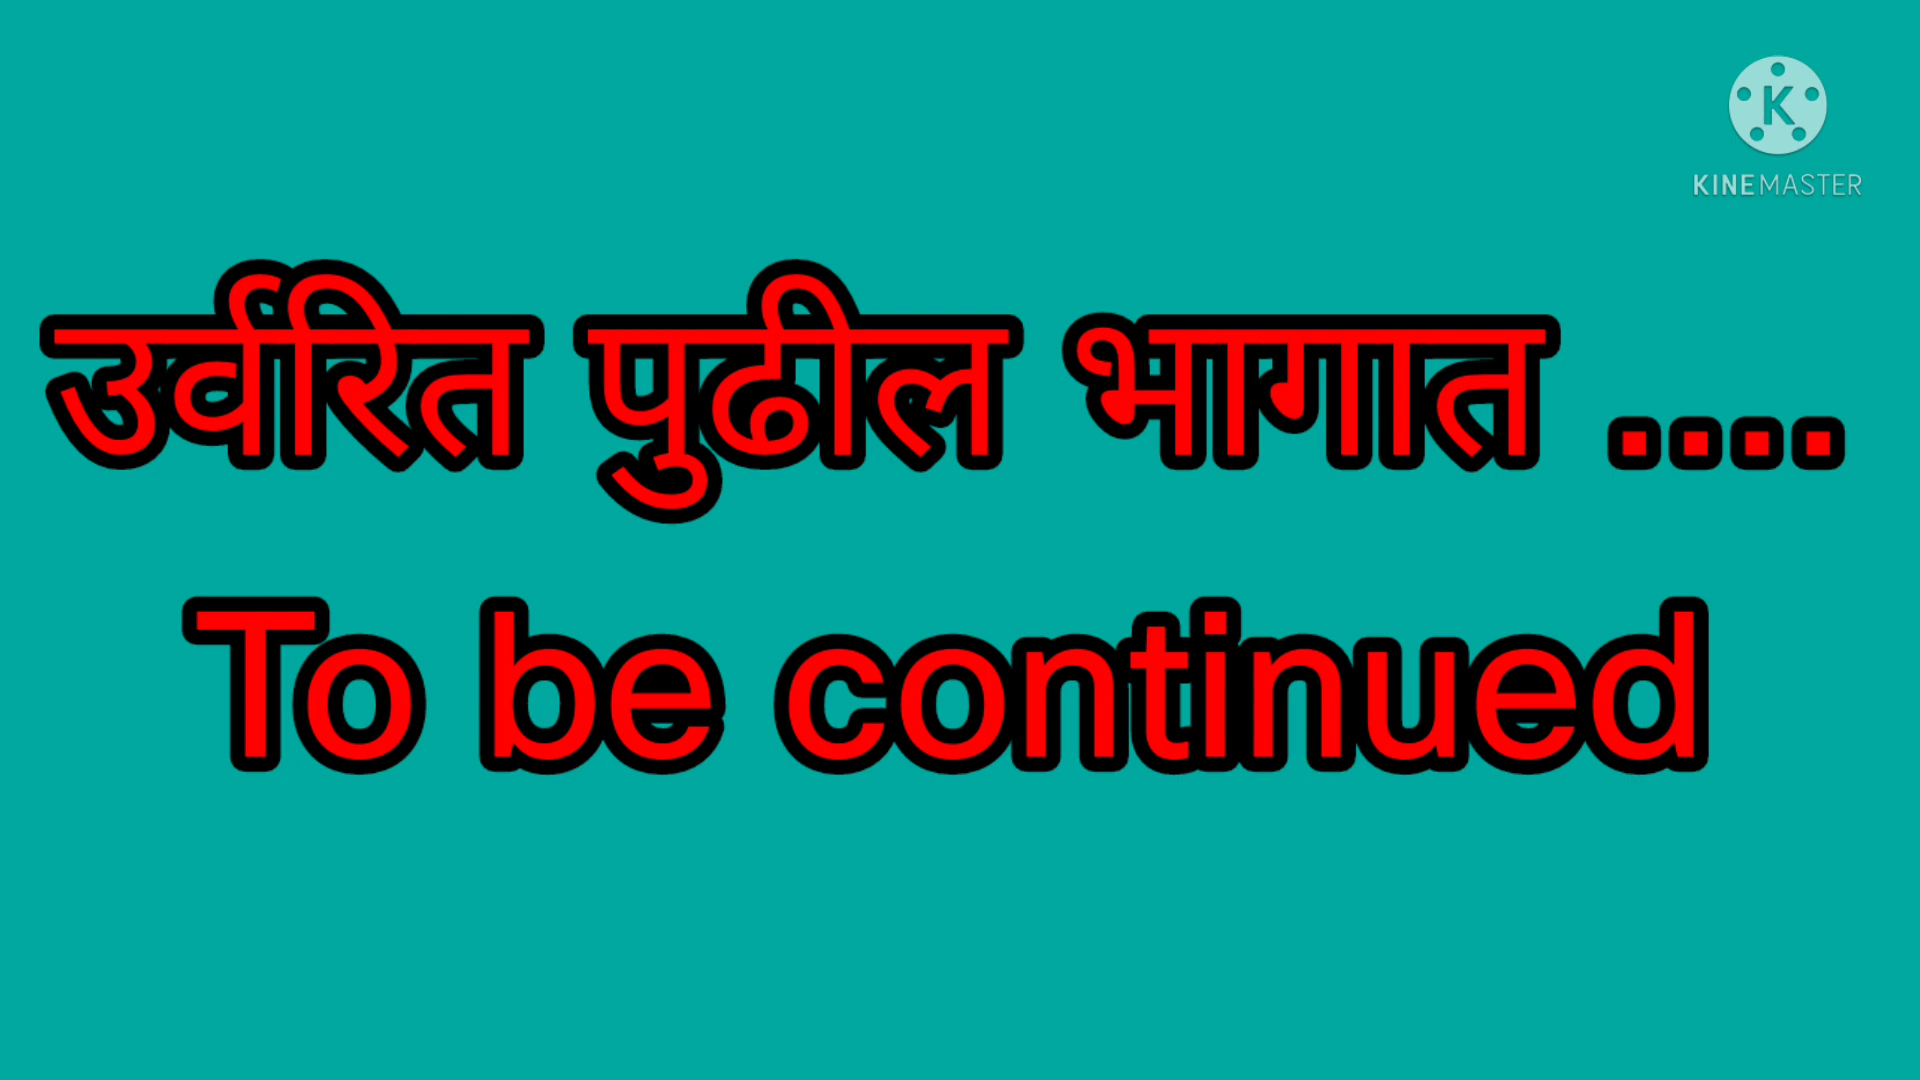 K
KINEMASTER
उर्वरित पुढील भागात ....
To be continued